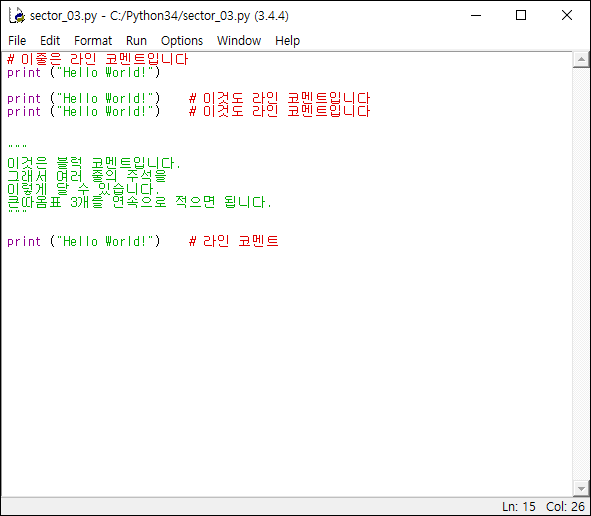 sector_03.py - C:/Python34/sector_03.py (3.4.4)
File Edit Format Run Options Window Help
# 이줄은 라인 코멘트입니다
print ("Hello World!")
print ("Hello World!")    # 이것도 라인 코멘트입니다
print ("Hello World!")    # 이것도 라인 코멘트입니다
"""
이것은 블럭 코멘트입니다.
그래서 여러 줄의 주석을
이렇게 달 수 있습니다.
큰따옴표 3개를 연속으로 적으면 됩니다.
"""
print ("Hello World!")    # 라인 코멘트
Ln: 15 Col: 26